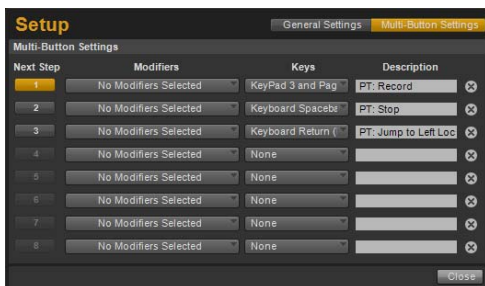 Setup
General Settings Multi-Button Settings
Multi-Button Settings
Next Step Modifiers Keys Description
1 No Modifiers Selected KeyPad 3 and Pag PT: Record
2 No Modifiers Selected Keyboard Spaceba PT: Stop
3 No Modifiers Selected Keyboard Return ( PT: Jump to Left Loc
4 No Modifiers Selected None
5 No Modifiers Selected None
6 No Modifiers Selected None
7 No Modifiers Selected None
8 No Modifiers Selected None
Close